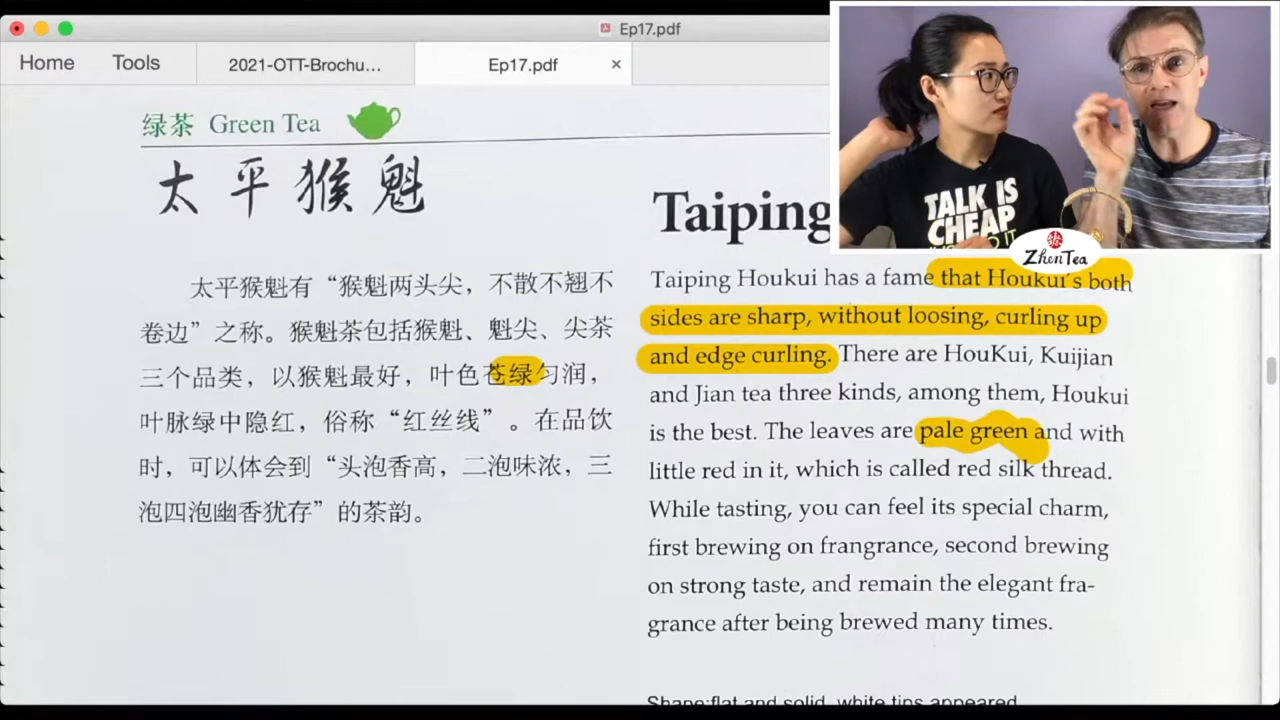 Ep17.pdf
Home
Tools
2021-OTT-Brochu...
Ep17.pdf
×
绿茶 Green Tea
太平猴魁
太平猴魁有“猴魁两头尖，不散不翘不
卷边”之称。猴魁茶包括猴魁、魁尖、尖茶
三个品类，以猴魁最好，叶色苍绿匀润，
叶脉绿中隐红，俗称“红丝线”。在品饮
时，可以体会到“头泡香高，二泡味浓，三
泡四泡幽香犹存”的茶韵。
Taiping
Taiping Houkui has a fame that Houkui's both
sides are sharp, without loosing, curling up
and edge curling. There are HouKui, Kuijian
and Jian tea three kinds, among them, Houkui
is the best. The leaves are pale green and with
little red in it, which is called red silk thread.
While tasting, you can feel its special charm,
first brewing on frangrance, second brewing
on strong taste, and remain the elegant fra-
grance after being brewed many times.
Shape:flat and solid, white tips appeared
TALK IS
CHEAP
ZhenTea